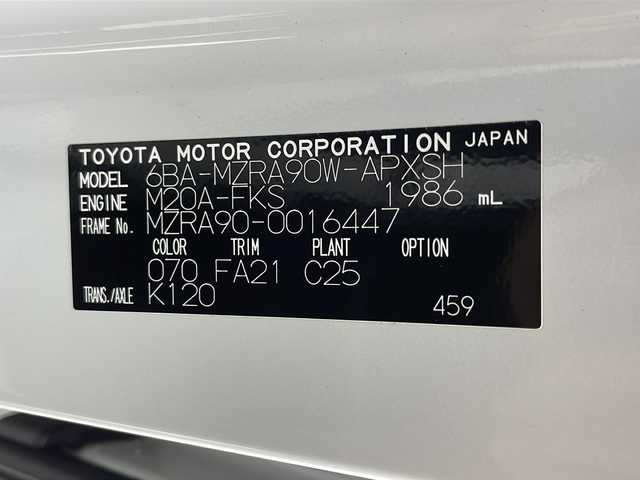 TOYOTA MOTOR CORPORATION JAPAN
MODEL 6BA-MZRA90W-APXSH
ENGINE M20A-FKS 1986 mL
FRAME No. MZRA90-0016447
COLOR TRIM PLANT OPTION
070 FA21 C25
TRANS./AXLE K120
459